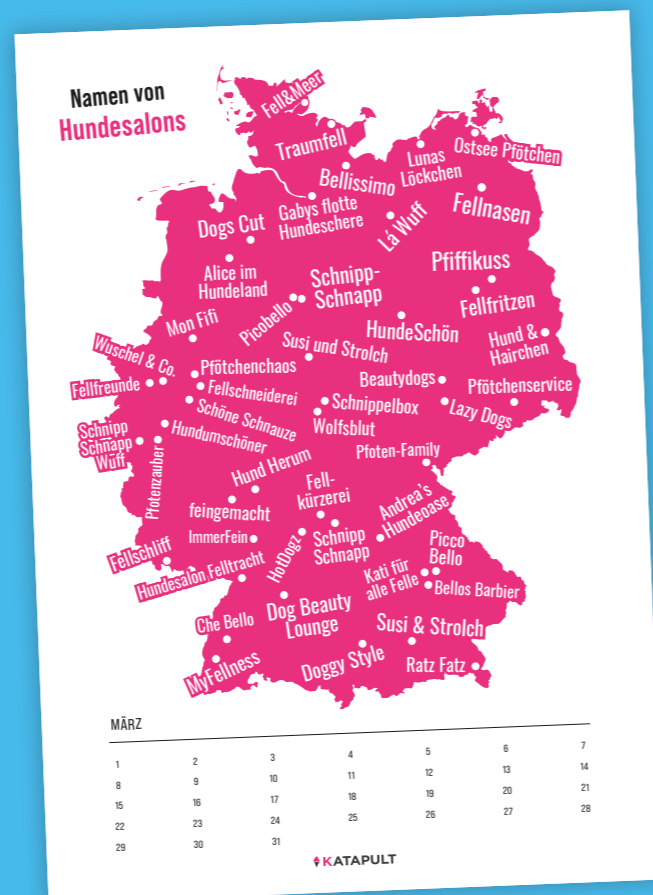 Namen von
Hundesalons
Fell&Meer
Traumfell
Bellissimo
Lunas
Löckchen
Ostsee Pfötchen
Fellnasen
Gabys flotte
Hundeschere
Lá Wuff
Dogs Cut
Alice im
Hundeland
Schnipp-
Schnapp
Pfiffikuss
Fellfritzen
Picobello
HundeSchön
Hund &
Hairchen
Mon Fifi
Susi und Strolch
Wuschel & Co.
Pfötchenchaos
Beautydogs
Pfötchenservice
Fellfreunde
Fellschneiderei
Schnippelbox
Lazy Dogs
Schöne Schnauze
Wolfsblut
Schnipp
Schnapp
Wuff
Hundumschöner
Pfotenzauber
Pfoten-Family
Hund Herum
Fell-
kürzerei
feingemacht
Andrea's
Hundeoase
ImmerFein
Schnipp
Schnapp
Picco
Bello
Fellschliff
HotDogz
Hundesalon Felltracht
Kati für
alle Felle
Bellos Barbier
Che Bello
Dog Beauty
Lounge
Susi & Strolch
MyFellness
Doggy Style
Ratz Fatz
MÄRZ
1 2 3 4 5 6 7
8 9 10 11 12 13 14
15 16 17 18 19 20 21
22 23 24 25 26 27 28
29 30 31
KATAPULT